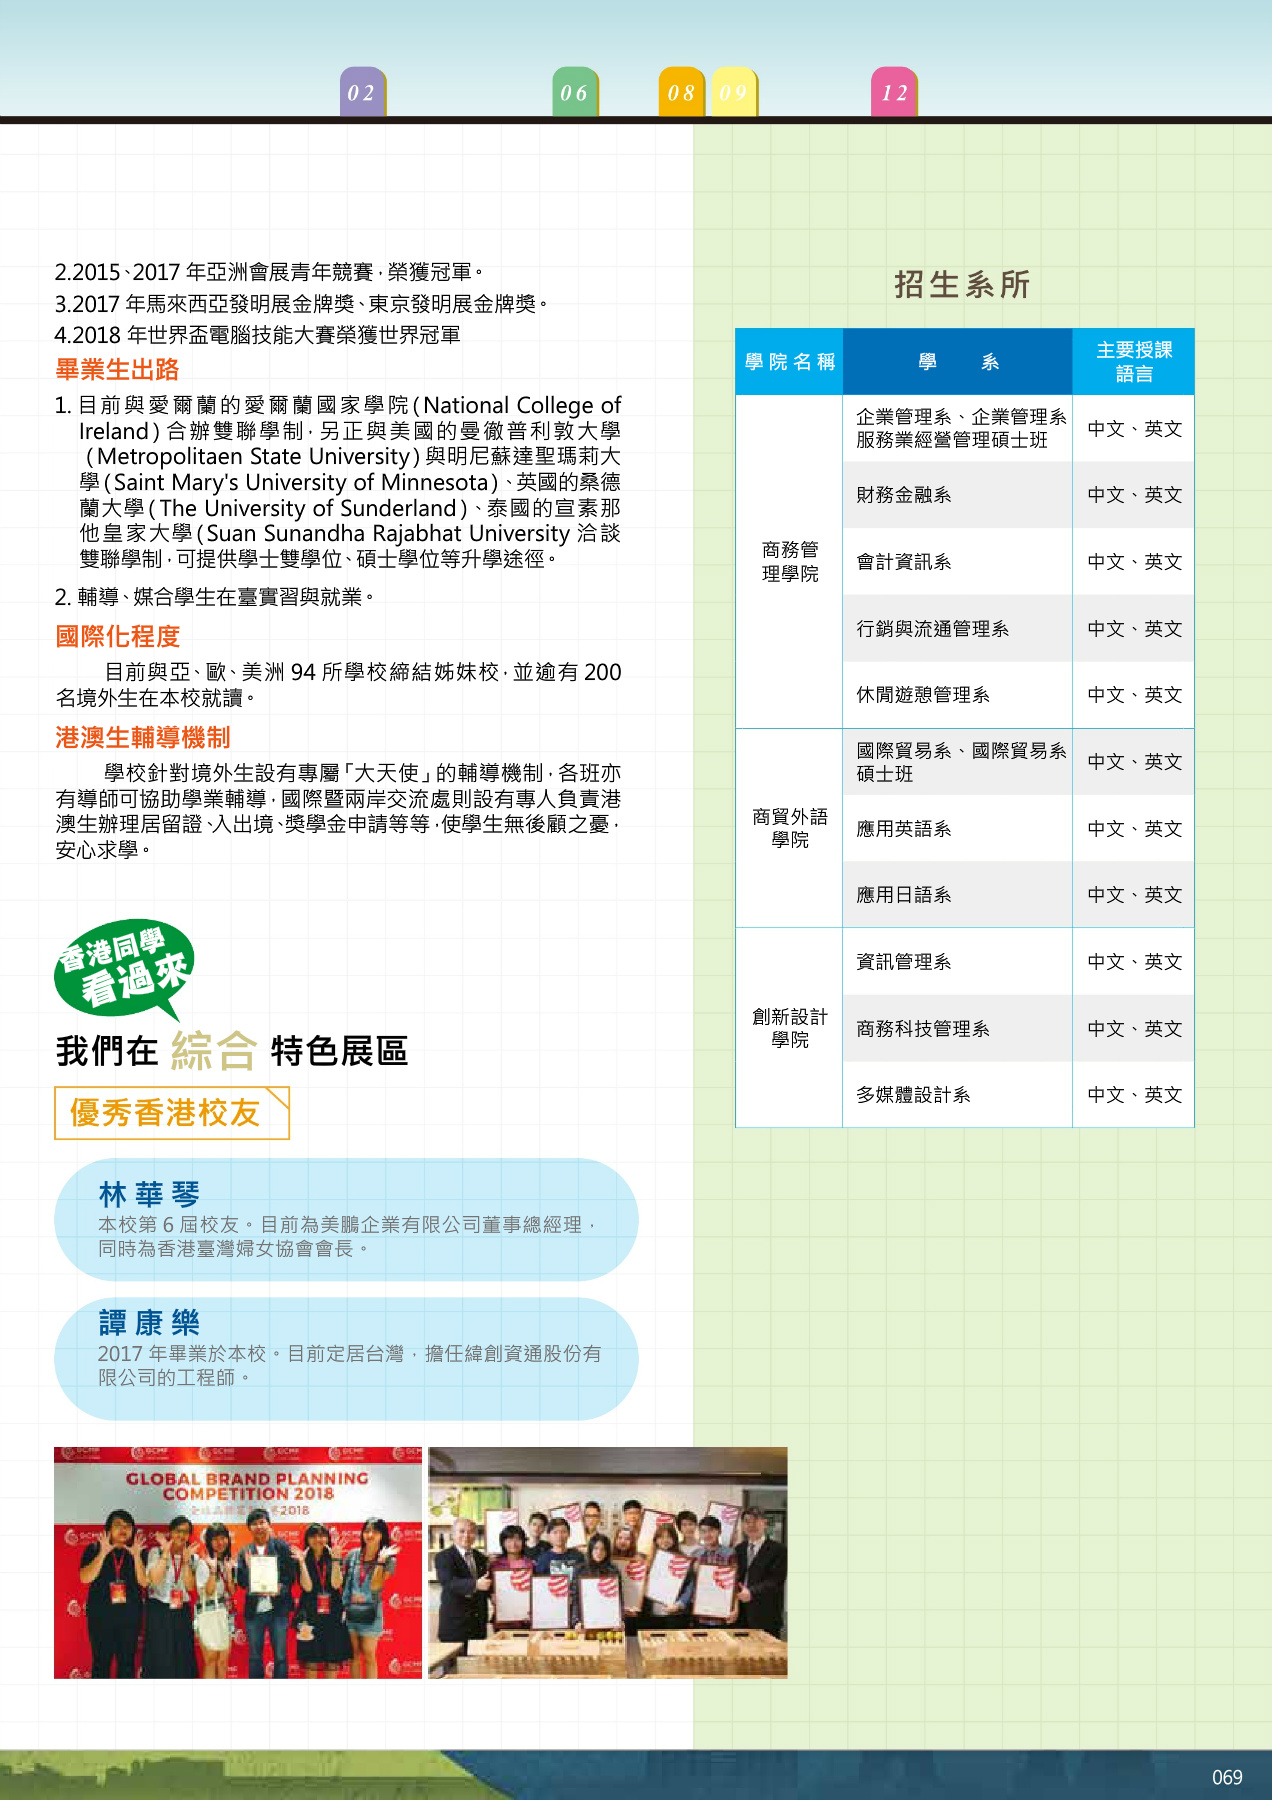 02
06
08
09
12
2.2015、2017 年亞洲會展青年競賽，榮獲冠軍。
3.2017 年馬來西亞發明展金牌獎、東京發明展金牌獎。
4.2018 年世界盃電腦技能大賽榮獲世界冠軍
畢業生出路
1. 目前與愛爾蘭的愛爾蘭國家學院(National College of
Ireland) 合辦雙聯學制，另正與美國的曼徹普利敦大學
(Metropolitaen State University) 與明尼蘇達聖瑪莉大
學(Saint Mary's University of Minnesota)、英國的桑德
蘭大學(The University of Sunderland)、泰國的宣素那
他皇家大學(Suan Sunandha Rajabhat University 洽談
雙聯學制，可提供學士雙學位、碩士學位等升學途徑。
2. 輔導、媒合學生在臺實習與就業。
國際化程度
目前與亞、歐、美洲 94 所學校締結姊妹校，並逾有 200
名境外生在本校就讀。
港澳生輔導機制
學校針對境外生設有專屬「大天使」的輔導機制，各班亦
有導師可協助學業輔導，國際暨兩岸交流處則設有專人負責港
澳生辦理居留證、入出境、獎學金申請等等，使學生無後顧之憂，
安心求學。
香港同學
看過來
我們在 綜合 特色展區
優秀香港校友
林華琴
本校第 6 屆校友。目前為美鵬企業有限公司董事總經理，
同時為香港臺灣婦女協會會長。
譚康樂
2017 年畢業於本校。目前定居台灣，擔任緯創資通股份有
限公司的工程師。
GLOBAL BRAND PLANNING
COMPETITION 2018
招生系所
學院名稱 學 系 主要授課
語言
商務管
理學院
企業管理系、企業管理系
服務業經營管理碩士班 中文、英文
財務金融系 中文、英文
會計資訊系 中文、英文
行銷與流通管理系 中文、英文
休閒遊憩管理系 中文、英文
商貿外語
學院
國際貿易系、國際貿易系
碩士班 中文、英文
應用英語系 中文、英文
應用日語系 中文、英文
創新設計
學院
資訊管理系 中文、英文
商務科技管理系 中文、英文
多媒體設計系 中文、英文
069